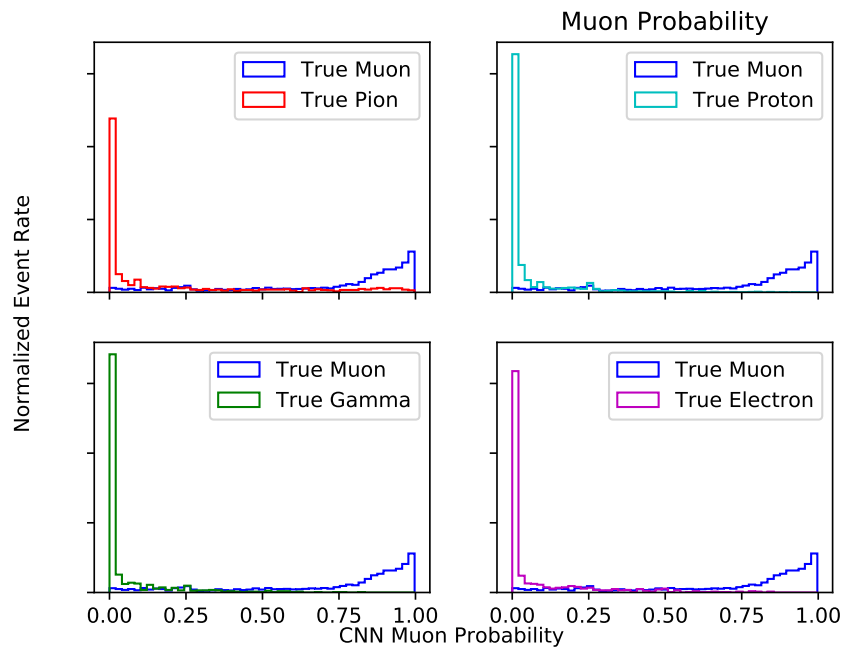 Muon Probability
True Muon
True Pion
True Muon
True Proton
Normalized Event Rate
True Muon
True Gamma
True Muon
True Electron
0.00 0.25 0.50 0.75 1.00
0.00 0.25 0.50 0.75 1.00
CNN Muon Probability